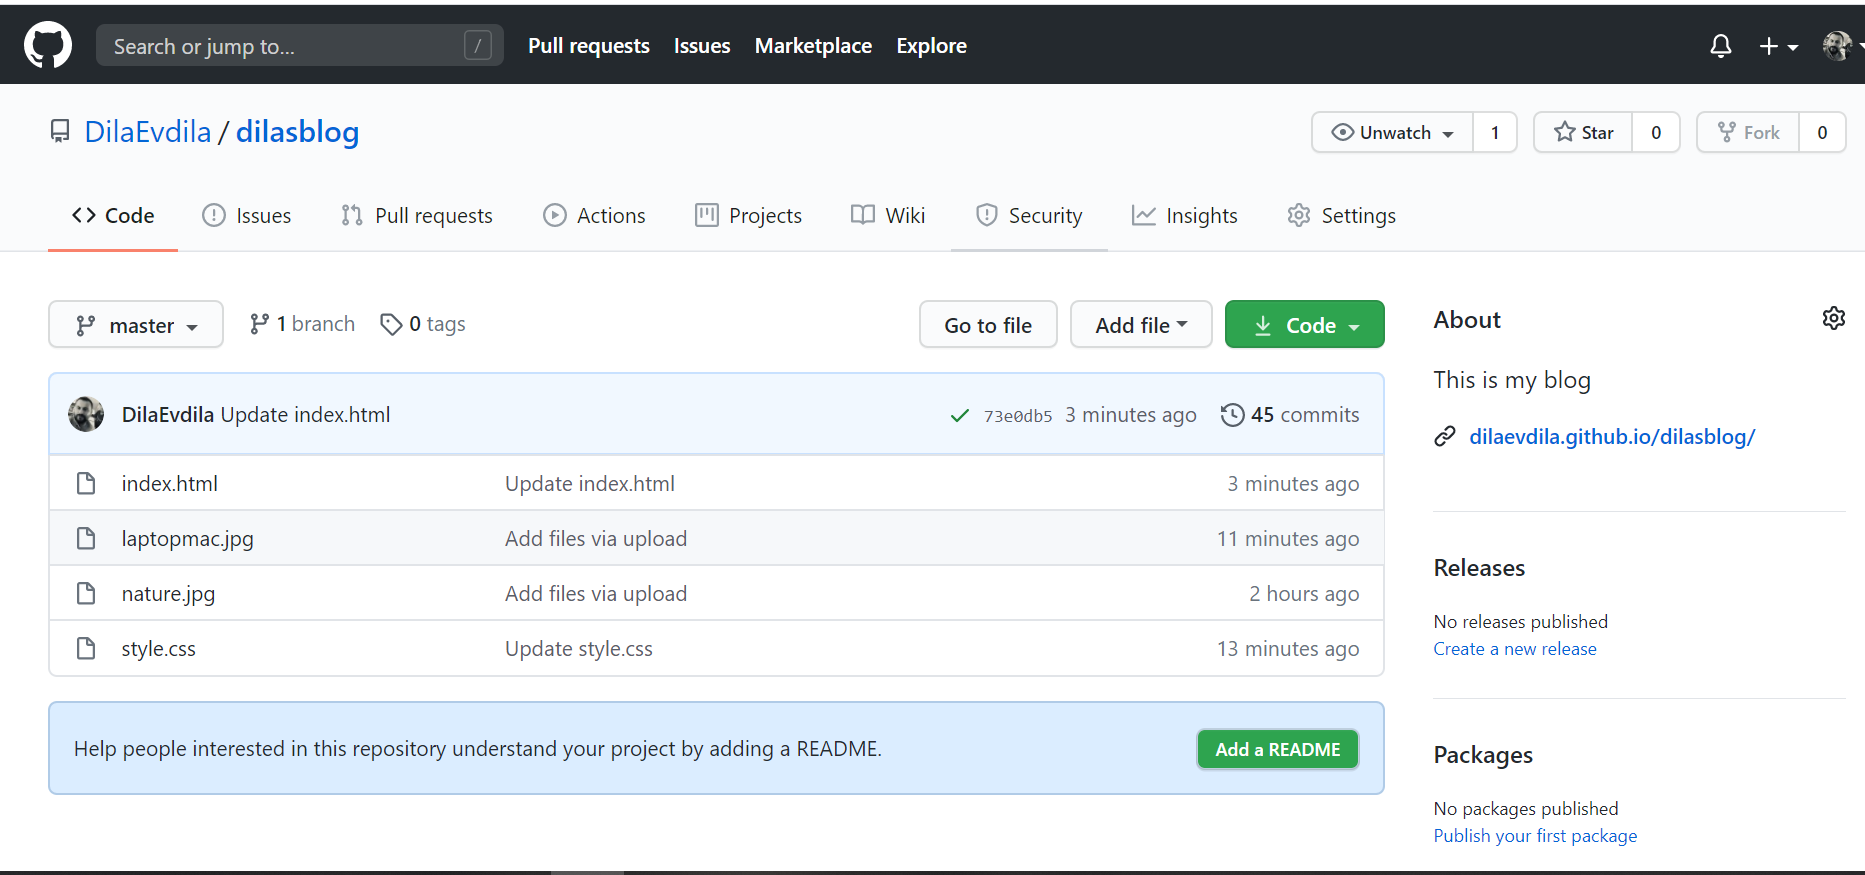 Search or jump to... /
Pull requests Issues Marketplace Explore
DilaEvdila / dilasblog
Unwatch 1 Star 0 Fork 0
Code Issues Pull requests Actions Projects Wiki Security Insights Settings
master 1 branch 0 tags
Go to file Add file Code
DilaEvdila Update index.html 73e0db5 3 minutes ago 45 commits
index.html Update index.html 3 minutes ago
laptopmac.jpg Add files via upload 11 minutes ago
nature.jpg Add files via upload 2 hours ago
style.css Update style.css 13 minutes ago
Help people interested in this repository understand your project by adding a README. Add a README
About
This is my blog
dilaevdila.github.io/dilasblog/
Releases
No releases published
Create a new release
Packages
No packages published
Publish your first package